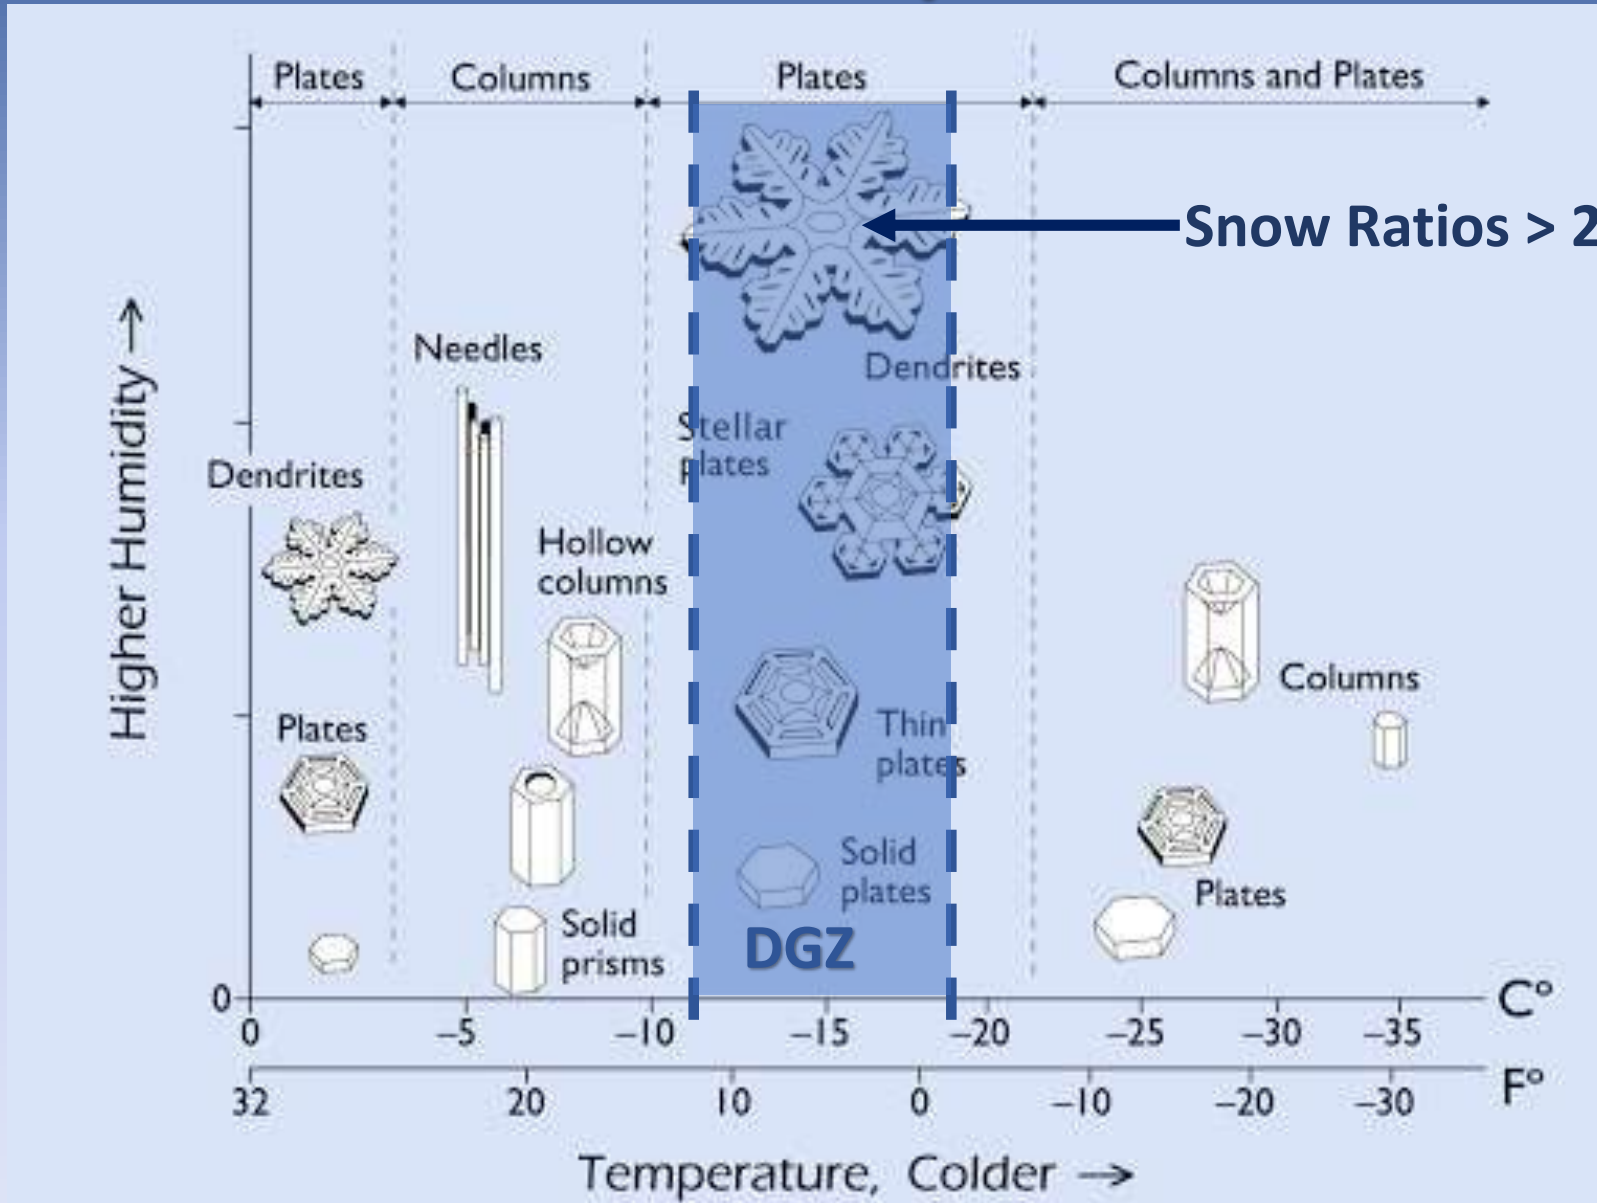 Plates
Columns
Plates
Columns and Plates
Snow Ratios > 2
Needles
Dendrites
Stellar
plates
Dendrites
Hollow
columns
Higher Humidity →
Columns
Plates
Thin
plates
Solid
plates
Plates
Solid
prisms
DGZ
0
0 –5 –10 –15 –20 –25 –30 –35 C°
32 20 10 0 –10 –20 –30 F°
Temperature, Colder →